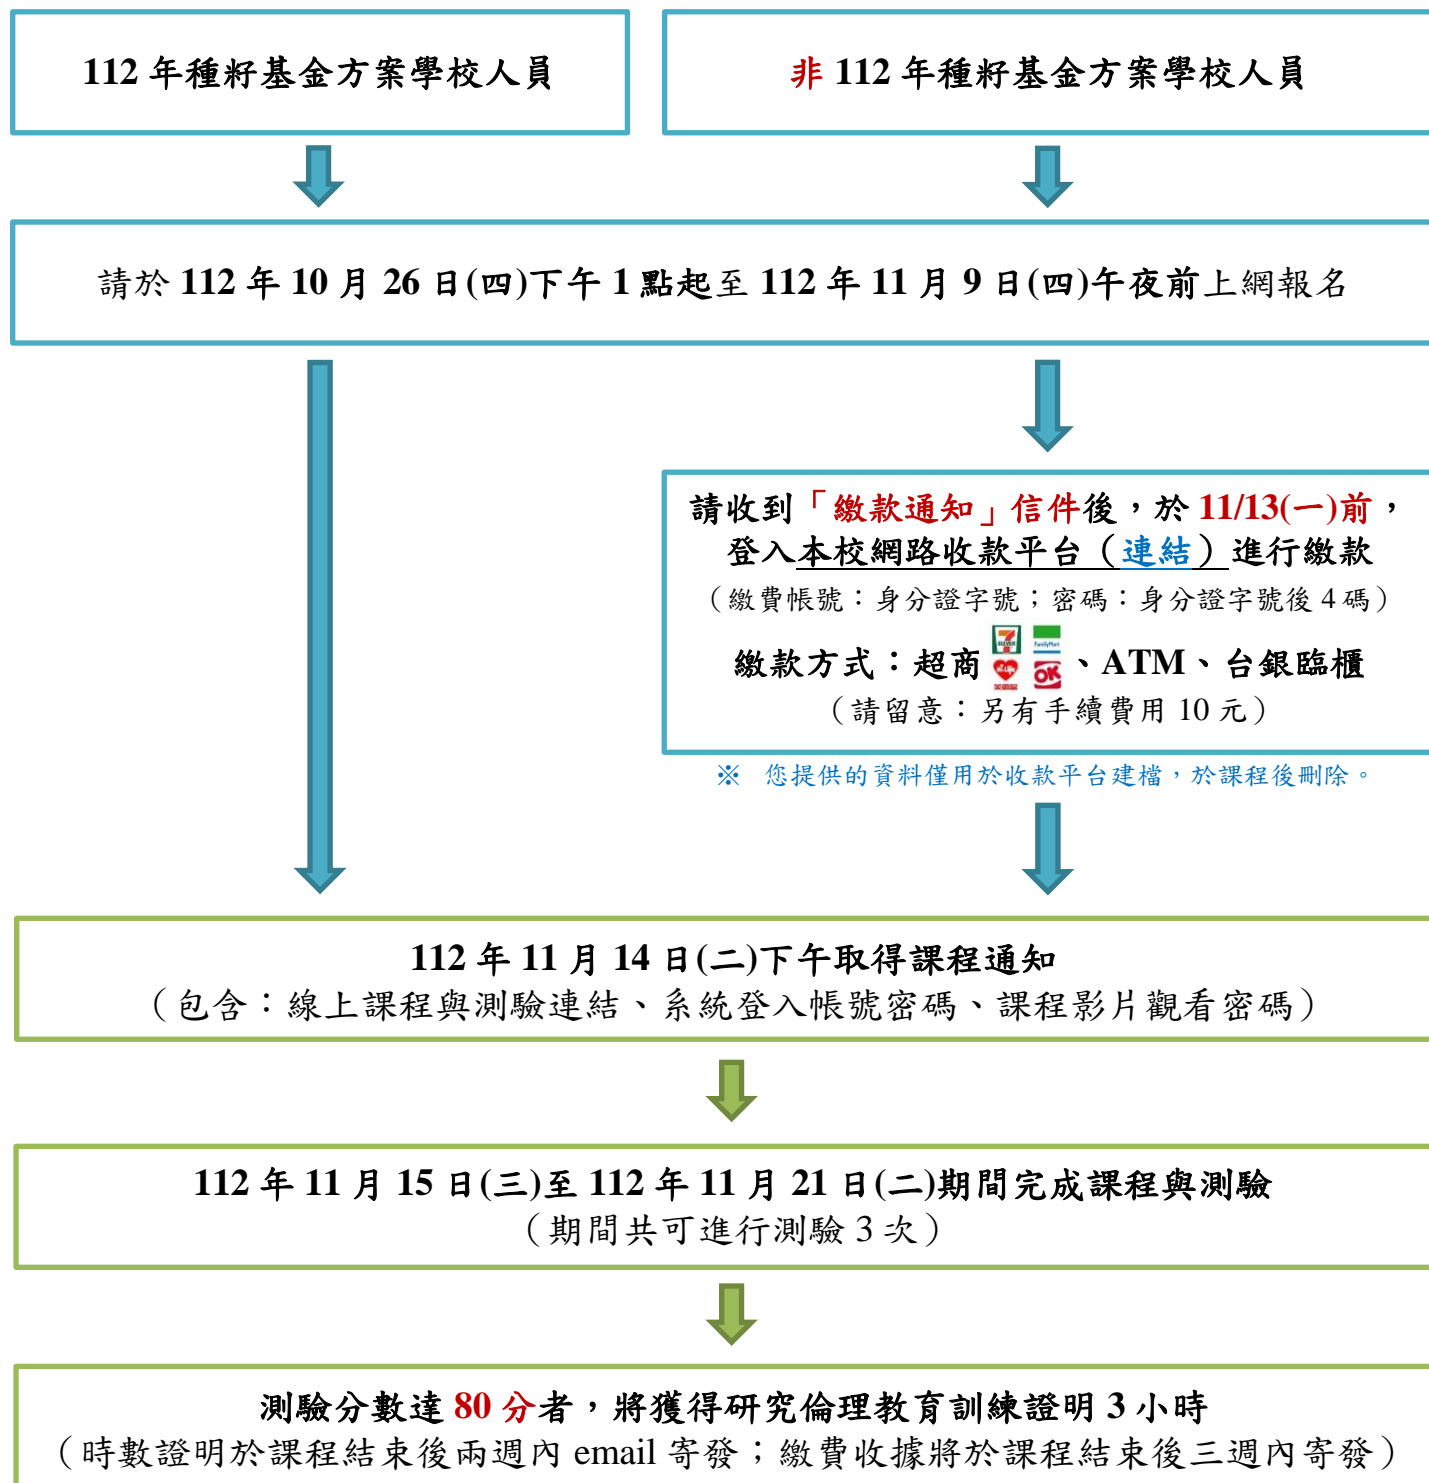 112 年種籽基金方案學校人員
非 112 年種籽基金方案學校人員
請於 112 年 10 月 26 日(四)下午 1 點起至 112 年 11 月 9 日(四)午夜前上網報名
請收到「繳款通知」信件後，於 11/13(一)前，
登入本校網路收款平台（連結）進行繳款
（繳費帳號：身分證字號；密碼：身分證字號後 4 碼）
繳款方式：超商、ATM、台銀臨櫃
7 ELEVEN
FamilyMart
Hi-Life
萊爾富
OK
（請留意：另有手續費用 10 元）
※ 您提供的資料僅用於收款平台建檔，於課程後刪除。
112 年 11 月 14 日(二)下午取得課程通知
（包含：線上課程與測驗連結、系統登入帳號密碼、課程影片觀看密碼）
112 年 11 月 15 日(三)至 112 年 11 月 21 日(二)期間完成課程與測驗
（期間共可進行測驗 3 次）
測驗分數達 80 分者，將獲得研究倫理教育訓練證明 3 小時
（時數證明於課程結束後兩週內 email 寄發；繳費收據將於課程結束後三週內寄發）